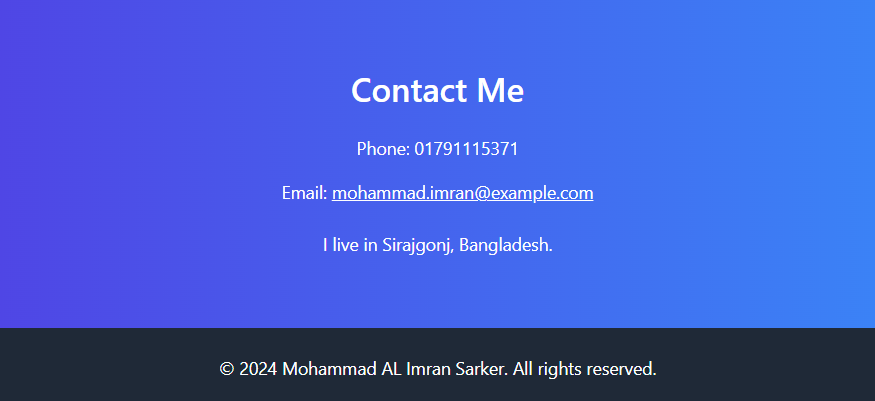 Contact Me
Phone: 01791115371
Email: mohammad.imran@example.com
I live in Sirajgonj, Bangladesh.
© 2024 Mohammad AL Imran Sarker. All rights reserved.